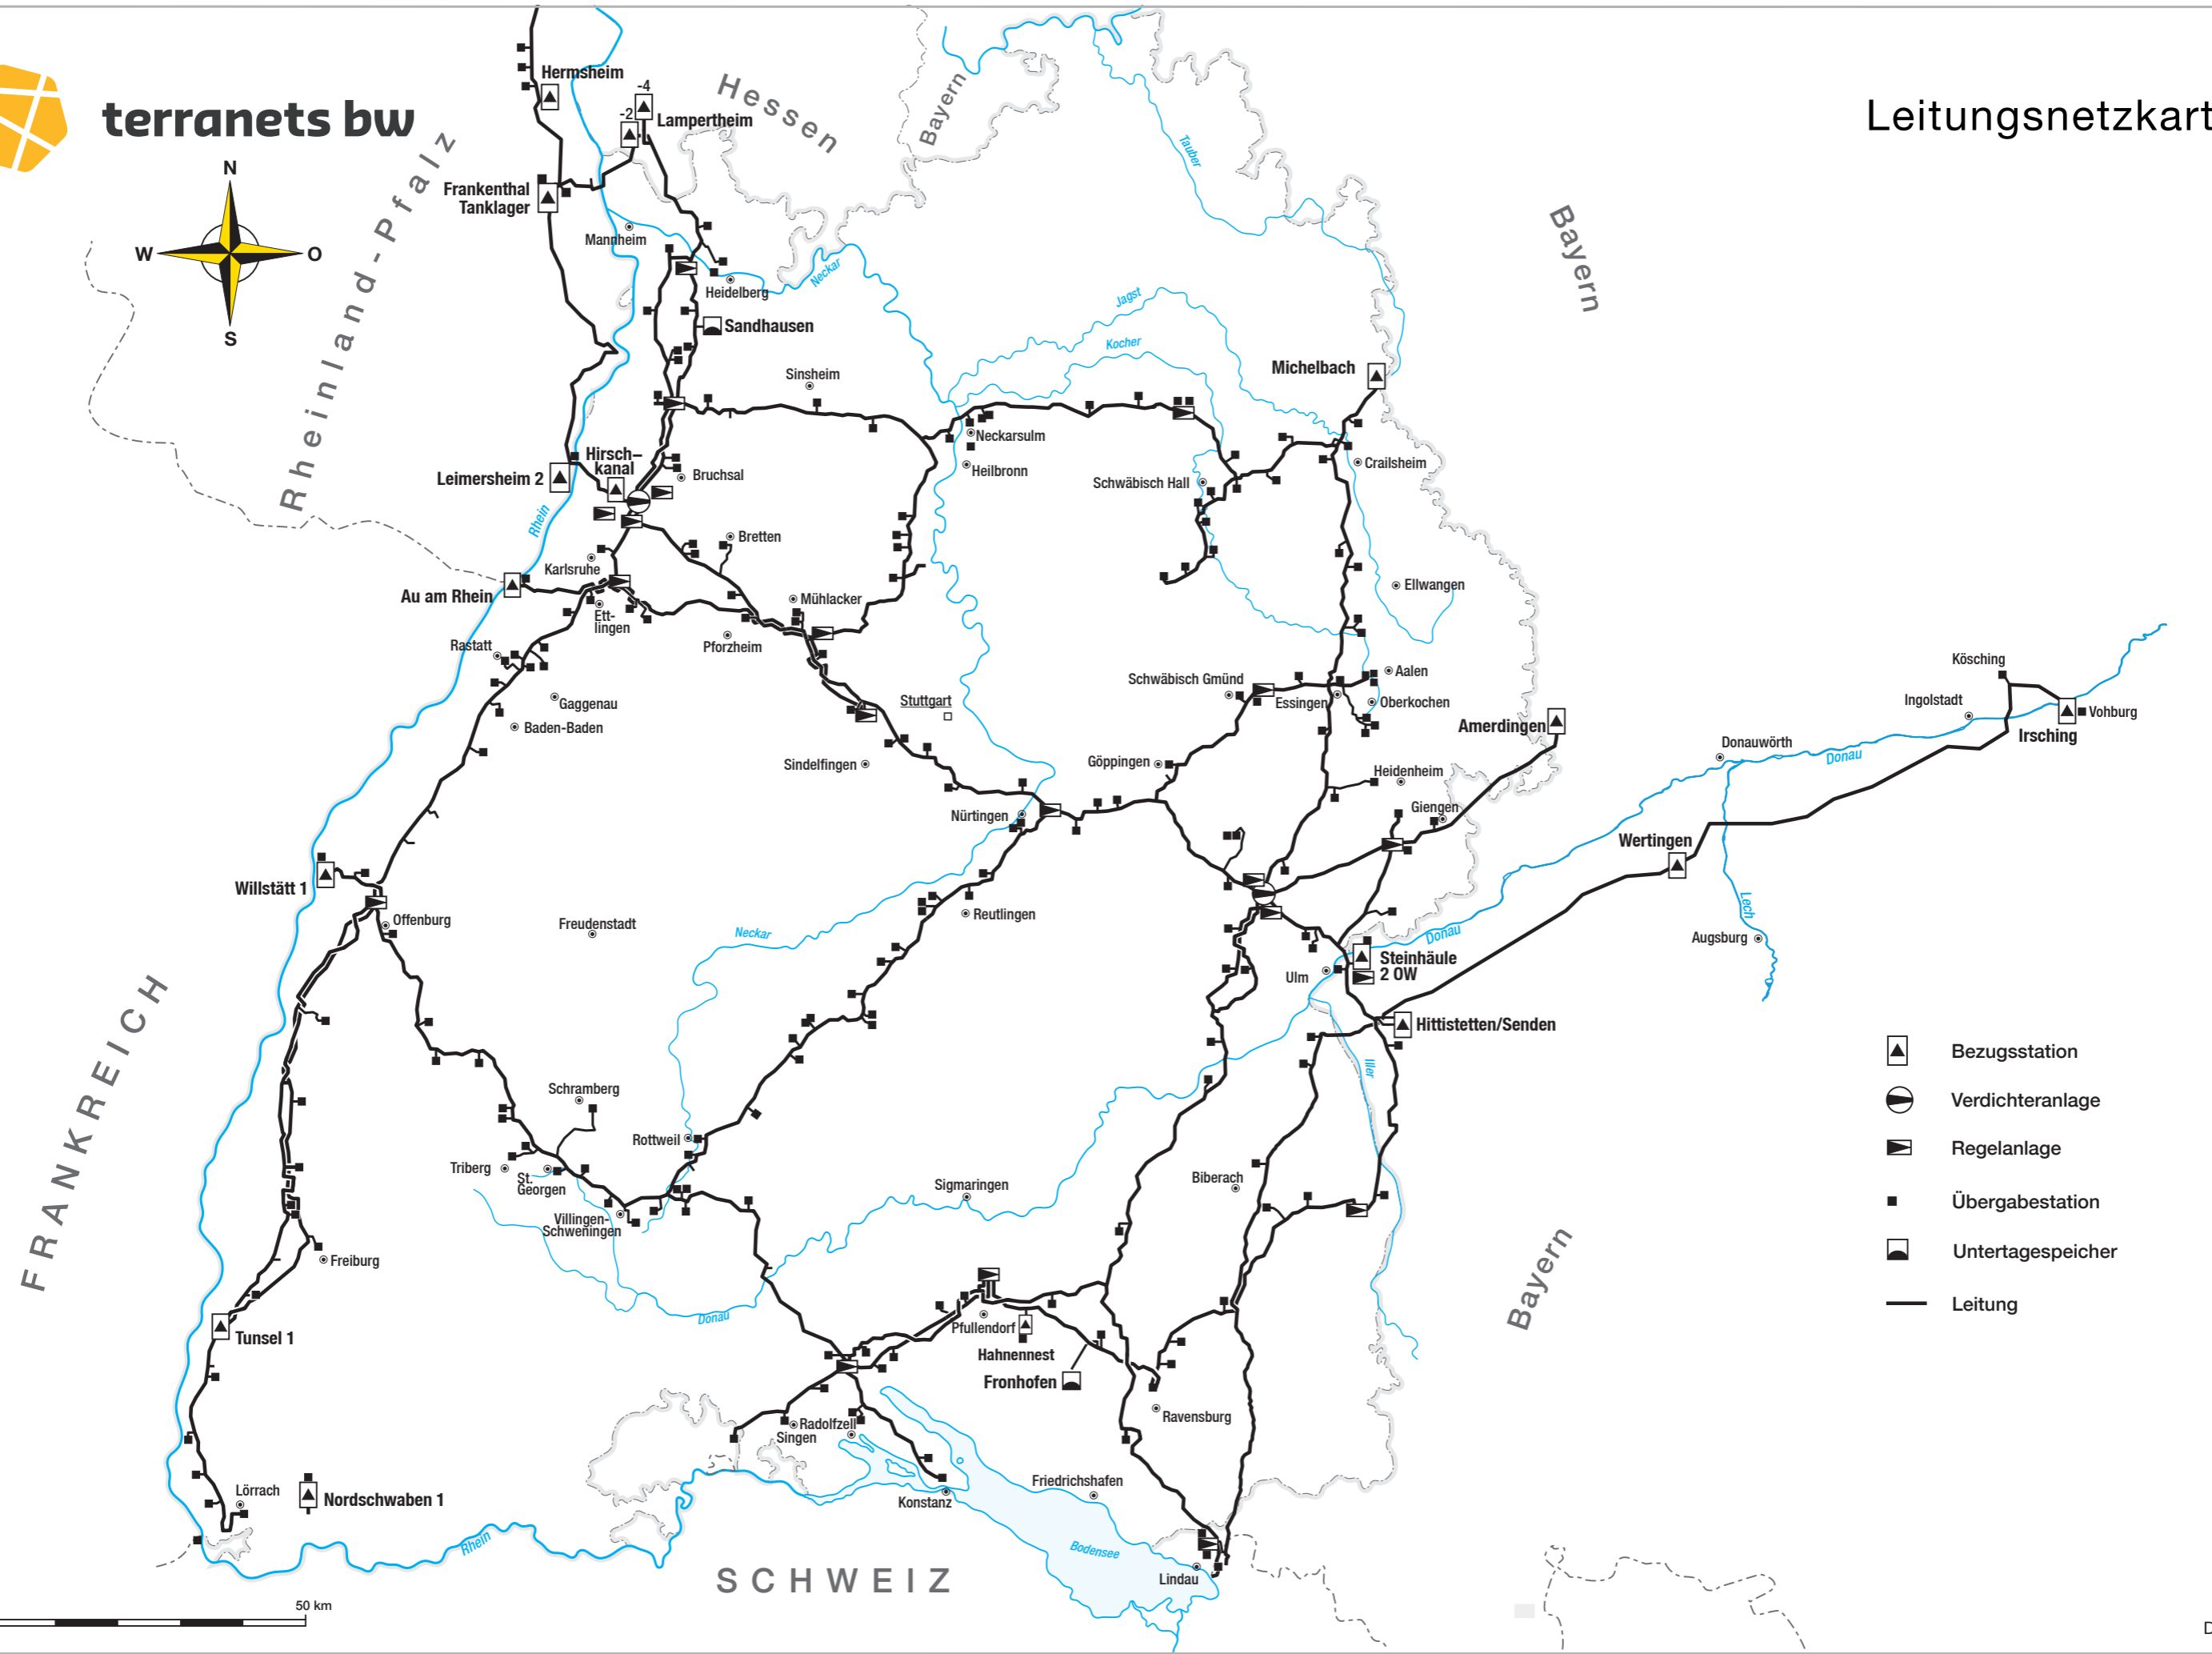 terranets bw
Leitungsnetzkart
N
W
O
S
Hermsheim
-4
-2
Lampertheim
Hessen
Bayern
Tauber
Rheinland-Pfalz
Frankenthal
Tanklager
Mannheim
Heidelberg
Neckar
Bayern
Sandhausen
Jagst
Kocher
Michelbach
Sinsheim
Neckarsulm
Heilbronn
Crailsheim
Hirsch–
kanal
Leimersheim 2
Bruchsal
Schwäbisch Hall
Rhein
Bretten
Karlsruhe
Au am Rhein
Ett-
lingen
Mühlacker
Pforzheim
Ellwangen
Rastatt
Gaggenau
Baden-Baden
Stuttgart
Schwäbisch Gmünd
Essingen
Aalen
Oberkochen
Amerdingen
Kösching
Ingolstadt
Vohburg
Irsching
Donauwörth
Donau
Sindelfingen
Göppingen
Heidenheim
Giengen
Nürtingen
Wertingen
Willstätt 1
Offenburg
Freudenstadt
Reutlingen
Neckar
Lech
Augsburg
Donau
Steinhäule
2 OW
Ulm
Hittistetten/Senden
FRANKREICH
Iller
Bezugsstation
Verdichteranlage
Regelanlage
Übergabestation
Untertagespeicher
Leitung
Schramberg
Rottweil
Triberg
St.
Georgen
Villingen-
Schweningen
Sigmaringen
Biberach
Freiburg
Donau
Pfullendorf
Hahnennest
Fronhofen
Bayern
Tunsel 1
Ravensburg
Radolfzell
Singen
Lörrach
Nordschwaben 1
Konstanz
Friedrichshafen
Rhein
Bodensee
Lindau
SCHWEIZ
50 km
D